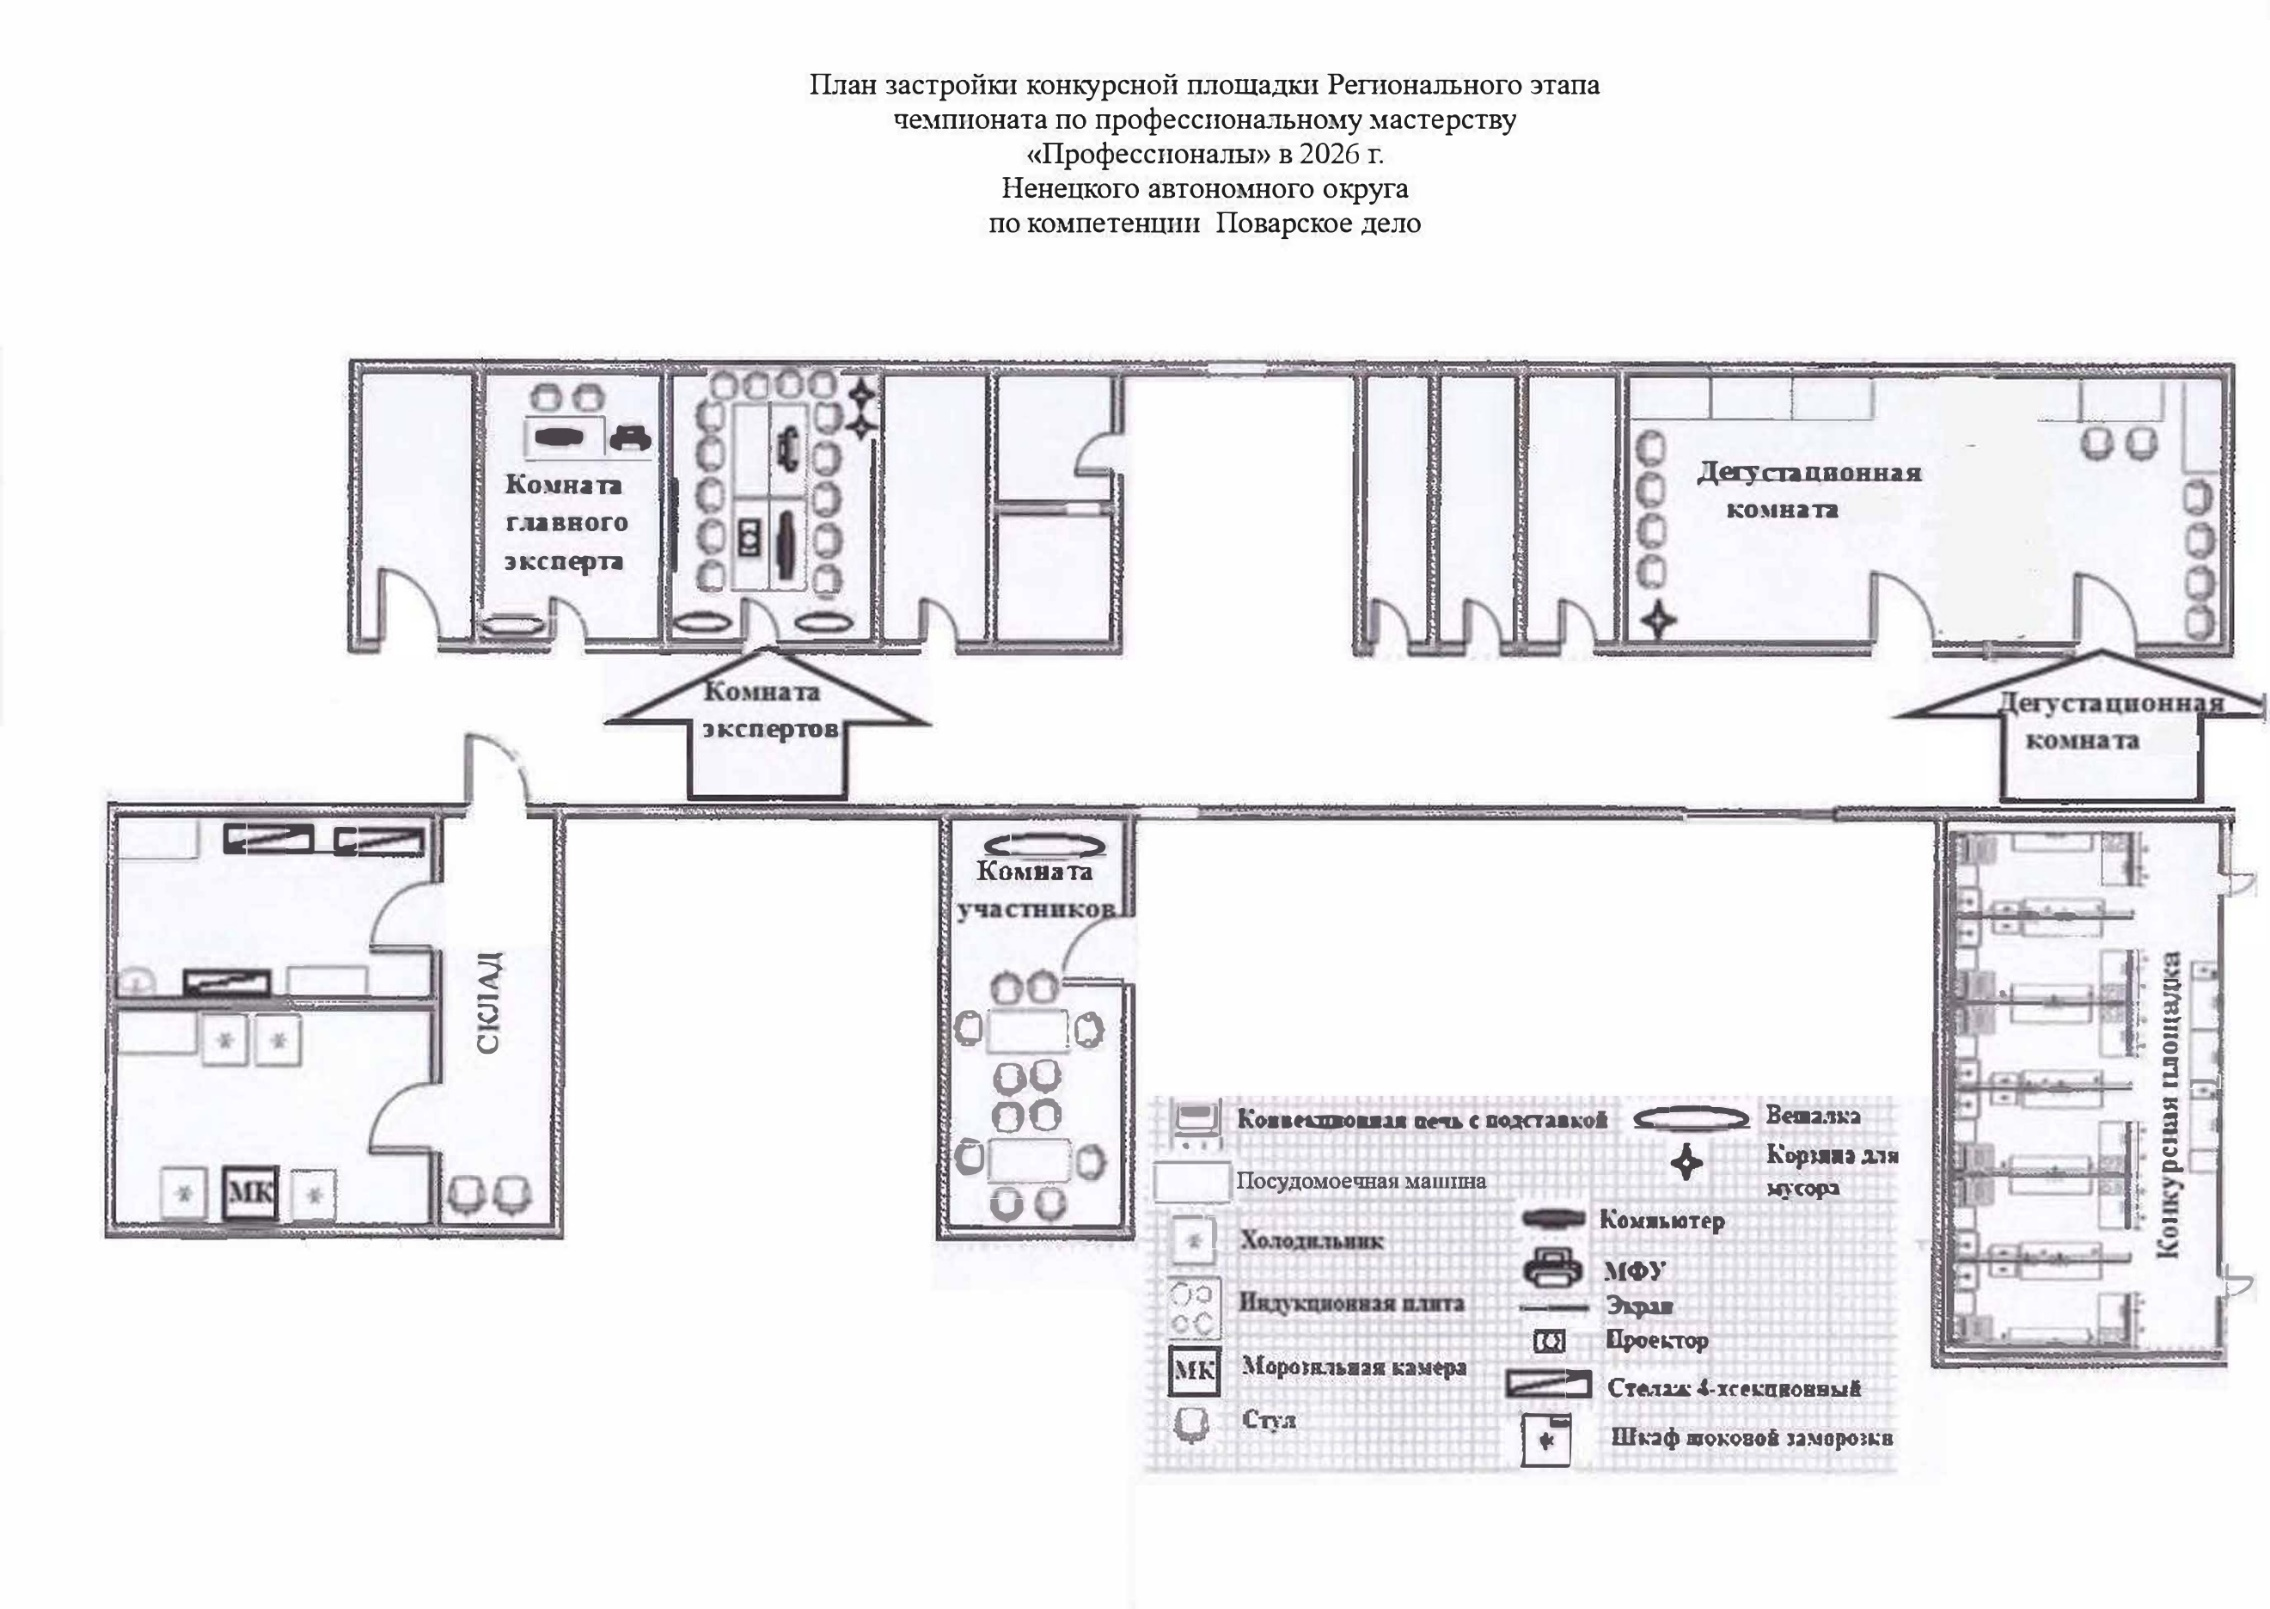 План застройки конкурсной площадки Регионального этапа
чемпионата по профессиональному мастерству
«Профессионалы» в 2026 г.
Ненецкого автономного округа
по компетенции Поварское дело
Комната
главного
эксперта
Дегустационная
комната
Комната
экспертов
Дегустационная
комната
СКЛАД
МК
Комната
участников
Конкурсная площадка
Конвекционная печь с подставкой
Посудомоечная машина
Холодильник
Индукционная плита
МК Морозильная камера
Стул
Вешалка
Корзина для
мусора
Компьютер
МФУ
Экран
Проектор
Стелаж 4-хсекционный
Шкаф шоковой заморозки